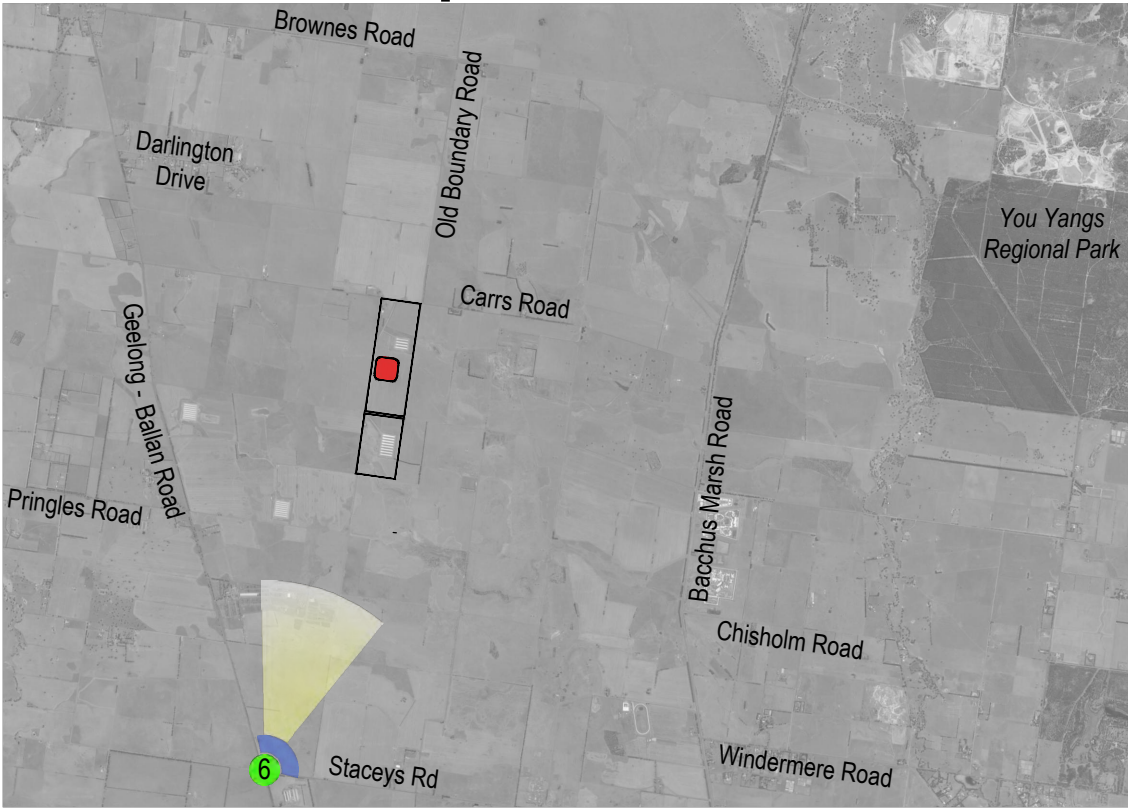 Brownes Road
Old Boundary Road
Darlington
Drive
You Yangs
Regional Park
Carrs Road
Geelong - Ballan Road
Bacchus Marsh Road
Pringles Road
Chisholm Road
Windermere Road
Staceys Rd
6